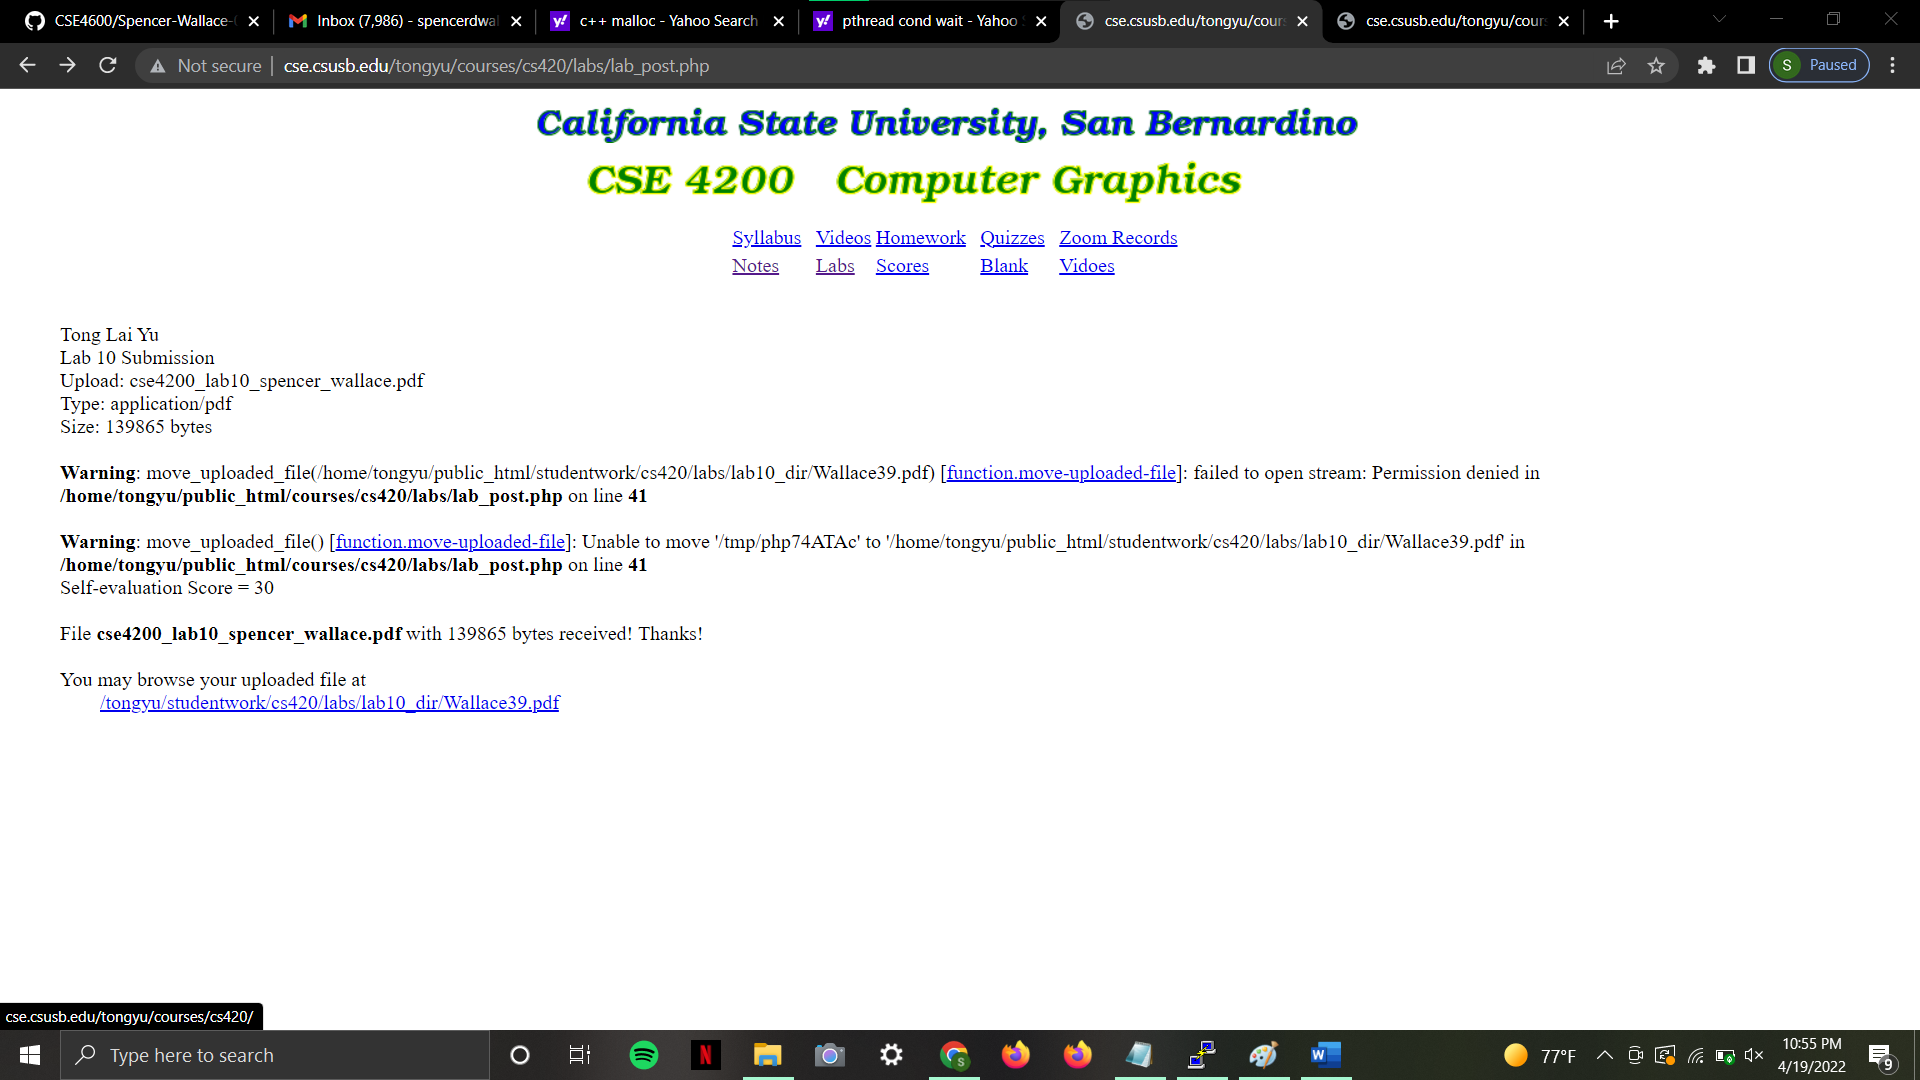 CSE4600/Spencer-Wallace-
Inbox (7,986) - spencerdwal
c++ malloc - Yahoo Search
pthread cond wait - Yahoo
cse.csusb.edu/tongyu/cour
cse.csusb.edu/tongyu/cour
Not secure
cse.csusb.edu/tongyu/courses/cs420/labs/lab_post.php
S Paused
California State University, San Bernardino
CSE 4200 Computer Graphics
Syllabus Videos Homework Quizzes Zoom Records
Notes Labs Scores Blank Vidoes
Tong Lai Yu
Lab 10 Submission
Upload: cse4200_lab10_spencer_wallace.pdf
Type: application/pdf
Size: 139865 bytes
Warning: move_uploaded_file(/home/tongyu/public_html/studentwork/cs420/labs/lab10_dir/Wallace39.pdf) [function.move-uploaded-file]: failed to open stream: Permission denied in
/home/tongyu/public_html/courses/cs420/labs/lab_post.php on line 41
Warning: move_uploaded_file() [function.move-uploaded-file]: Unable to move '/tmp/php74ATAc' to '/home/tongyu/public_html/studentwork/cs420/labs/lab10_dir/Wallace39.pdf' in
/home/tongyu/public_html/courses/cs420/labs/lab_post.php on line 41
Self-evaluation Score = 30
File cse4200_lab10_spencer_wallace.pdf with 139865 bytes received! Thanks!
You may browse your uploaded file at
/tongyu/studentwork/cs420/labs/lab10_dir/Wallace39.pdf
cse.csusb.edu/tongyu/courses/cs420/
Type here to search
N
S
W
77°F
10:55 PM
4/19/2022
9